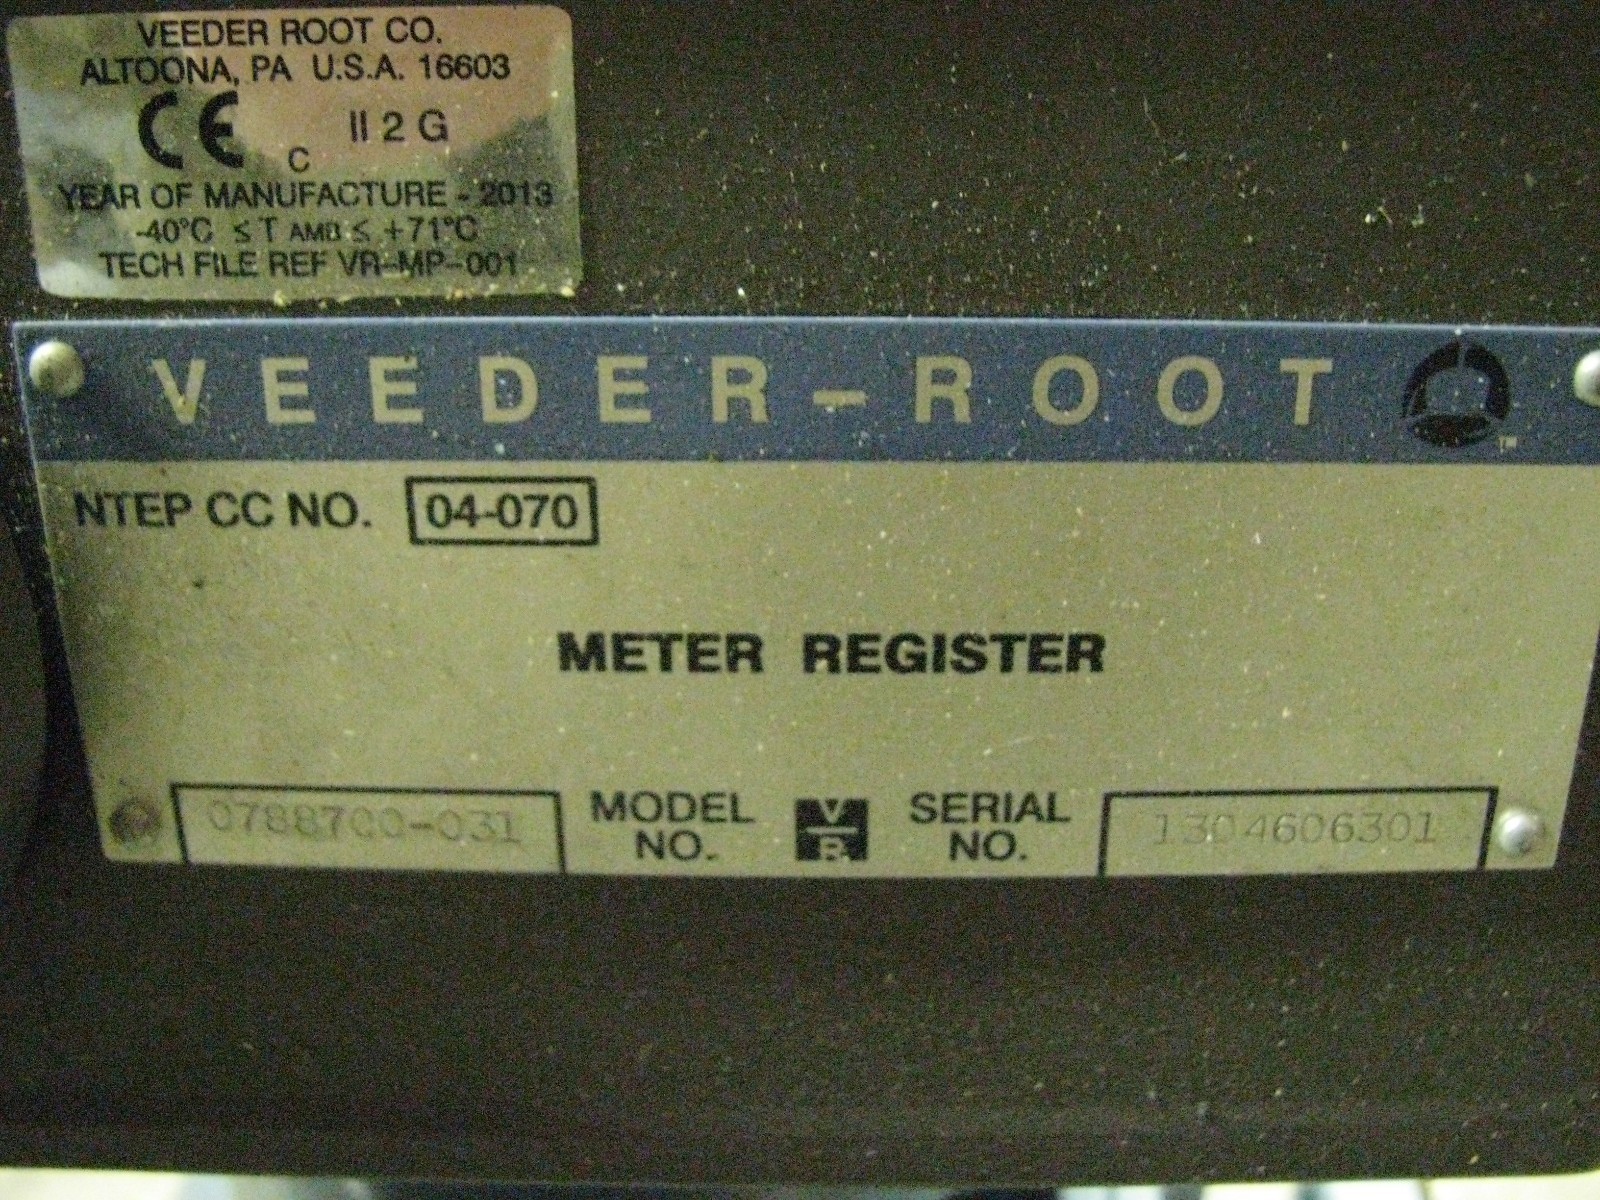 VEEDER ROOT CO.
ALTOONA, PA U.S.A. 16603
CE II 2 G
C
YEAR OF MANUFACTURE - 2013
-40°C ≤ T AMB ≤ +71°C
TECH FILE REF VR-MP-001
VEEDER-ROOT
TM
NTEP CC NO. 04-070
METER REGISTER
0788700-031 MODEL NO. V/R SERIAL NO. 1304606301